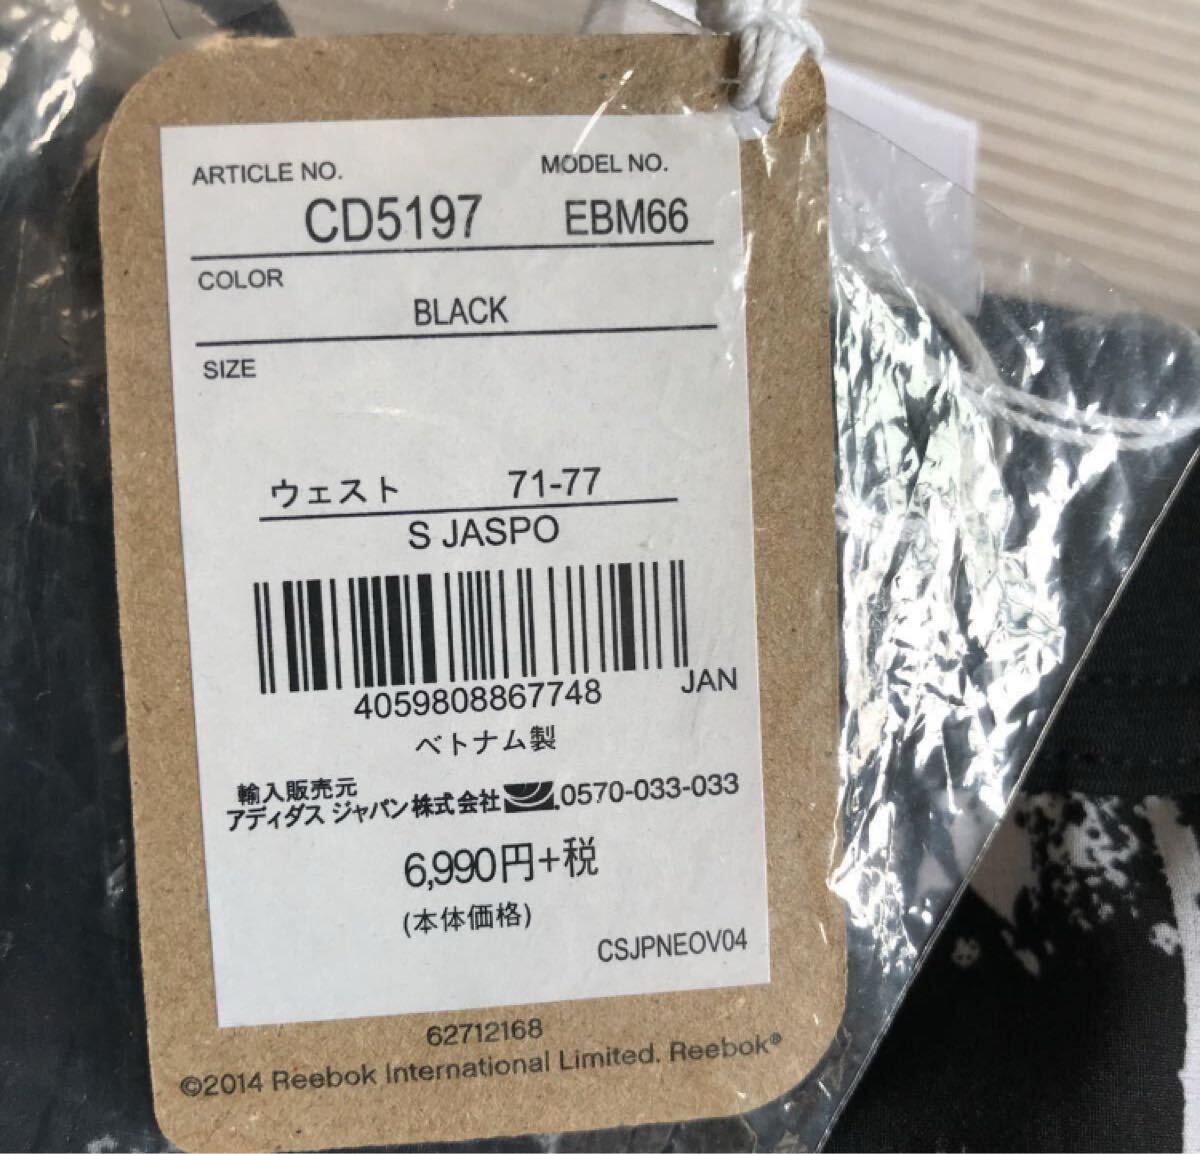 ARTICLE NO. MODEL NO.
CD5197 EBM66
COLOR
BLACK
SIZE
ウェスト 71-77
S JASPO
4059808867748 JAN
ベトナム製
輸入販売元
アディダス ジャパン株式会社 0570-033-033
6,990円+税
(本体価格)
CSJPNEOV04
62712168
©2014 Reebok International Limited. Reebok®